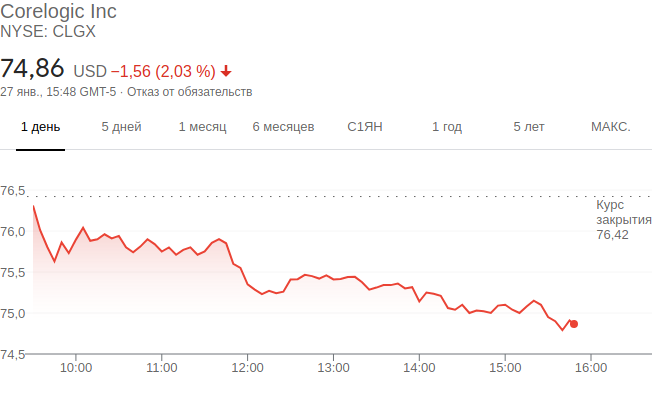 Corelogic Inc
NYSE: CLGX
74,86 USD −1,56 (2,03 %)
27 янв., 15:48 GMT-5 · Отказ от обязательств
1 день 5 дней 1 месяц 6 месяцев С1ЯН 1 год 5 лет МАКС.
76,5
Курс
закрытия
76,42
76,0
75,5
75,0
74,5
10:00 11:00 12:00 13:00 14:00 15:00 16:00